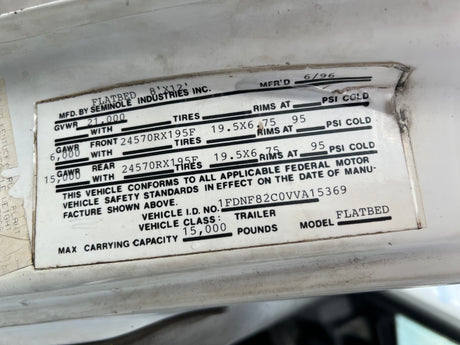 FLATBED 8'X12' MFR'D 6/96
MFD. BY SEMINOLE INDUSTRIES INC.
GVWR 21,000
WITH TIRES RIMS AT PSI COLD
GAWR FRONT 24570RX195F 19.5X6.75 95
6,000 WITH TIRES RIMS AT PSI COLD
GAWR REAR 24570RX195F 19.5X6.75 95
15,000 WITH TIRES RIMS AT PSI COLD
THIS VEHICLE CONFORMS TO ALL APPLICABLE FEDERAL MOTOR
VEHICLE SAFETY STANDARDS IN EFFECT ON THE DATE OF MANU-
FACTURE SHOWN ABOVE.
VEHICLE I.D. NO. 1FDNF82C0VVA15369
VEHICLE CLASS: TRAILER
MAX CARRYING CAPACITY 15,000 POUNDS MODEL FLATBED